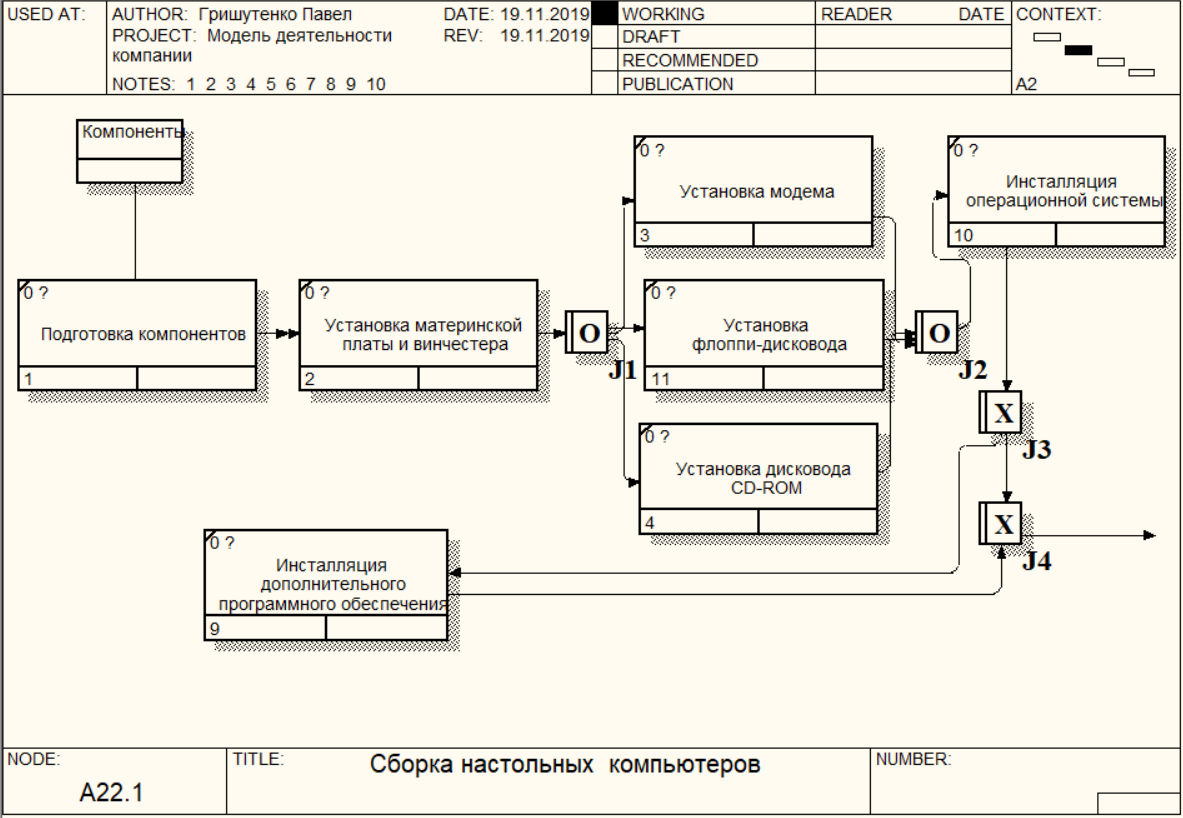 USED AT:
AUTHOR: Гришутенко Павел
DATE: 19.11.2019
PROJECT: Модель деятельности
компании
REV: 19.11.2019
NOTES: 1 2 3 4 5 6 7 8 9 10
WORKING
DRAFT
RECOMMENDED
PUBLICATION
READER
DATE
CONTEXT:
A2
Компоненты
0 ?
Подготовка компонентов
1
0 ?
Установка материнской
платы и винчестера
2
O
J1
0 ?
Установка модема
3
0 ?
Установка
флоппи-дисковода
11
0 ?
Установка дисковода
CD-ROM
4
O
J2
0 ?
Инсталляция
операционной системы
10
X
J3
X
J4
0 ?
Инсталляция
дополнительного
программного обеспечения
9
NODE:
A22.1
TITLE:
Сборка настольных компьютеров
NUMBER: